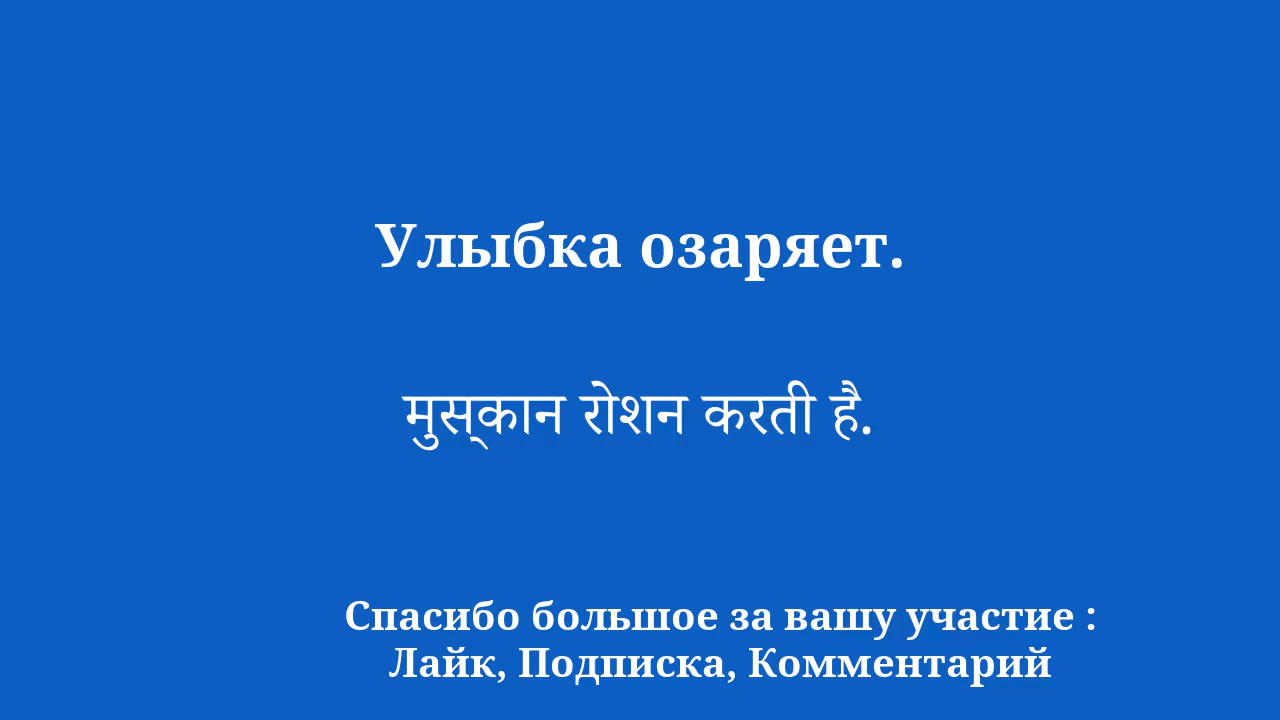 Улыбка озаряет.
मुस्कान रोशन करती है.
Спасибо большое за вашу участие :
Лайк, Подписка, Комментарий